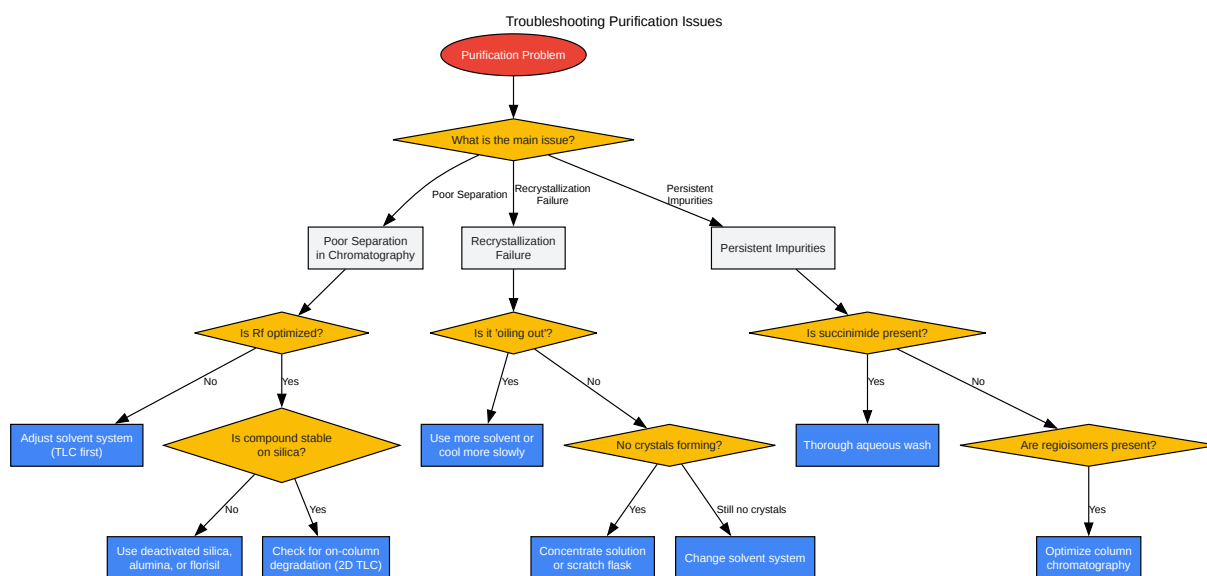 Troubleshooting Purification Issues
Purification Problem
What is the main issue?
Poor Separation
Recrystallization
Failure
Persistent
Impurities
Poor Separation
in Chromatography
Recrystallization
Failure
Persistent Impurities
Is Rf optimized?
Is it 'oiling out'?
Is succinimide present?
No
Yes
Yes
No
Yes
No
Adjust solvent system
(TLC first)
Is compound stable
on silica?
Use more solvent or
cool more slowly
No crystals forming?
Thorough aqueous wash
Are regioisomers present?
No
Yes
Yes
Still no crystals
Yes
Use deactivated silica,
alumina, or florisil
Check for on-column
degradation (2D TLC)
Concentrate solution
or scratch flask
Change solvent system
Optimize column
chromatography